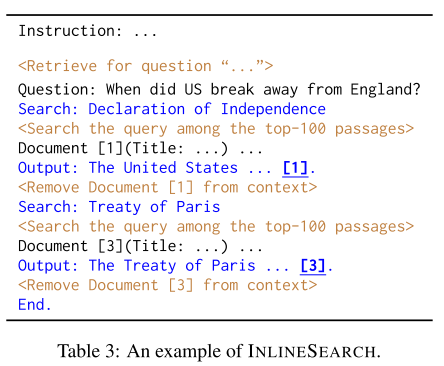 Instruction: ...
<Retrieve for question “...”>
Question: When did US break away from England?
Search: Declaration of Independence
<Search the query among the top-100 passages>
Document [1](Title: ...) ...
Output: The United States ... [1].
<Remove Document [1] from context>
Search: Treaty of Paris
<Search the query among the top-100 passages>
Document [3](Title: ...) ...
Output: The Treaty of Paris ... [3].
<Remove Document [3] from context>
End.
Table 3: An example of INLINESEARCH.